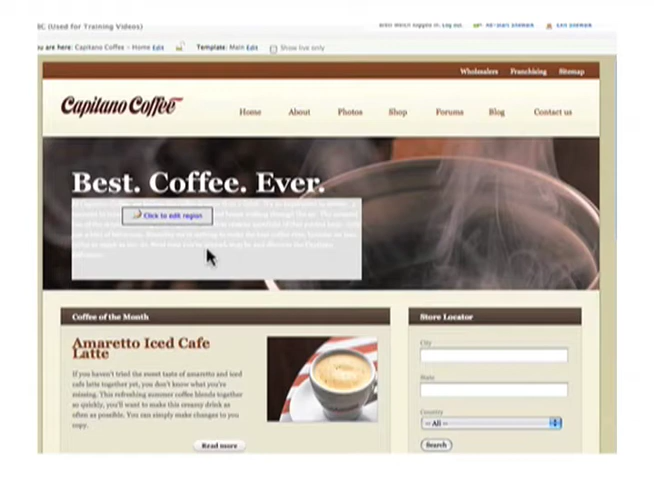 BC (Used for Training Videos)
Log out
Exit Sitewalk
ou are here: Capitano Coffee – Home Edit
Template: Main Edit
Show live only
Wholesalers
Franchising
Sitemap
Capitano Coffee
Home
About
Photos
Shop
Forums
Blog
Contact us
Best. Coffee. Ever.
Click to edit region
Coffee of the Month
Amaretto Iced Cafe
Latte
If you haven't tried the sweet taste of amaretto and iced
cafe latte together yet, you don't know what you're
missing. This refreshing summer coffee blends together
so quickly, you'll want to make this creamy drink as
often as possible. You can simply make changes to you
copy.
Read more
Store Locator
City
State
Country
-- All --
Search